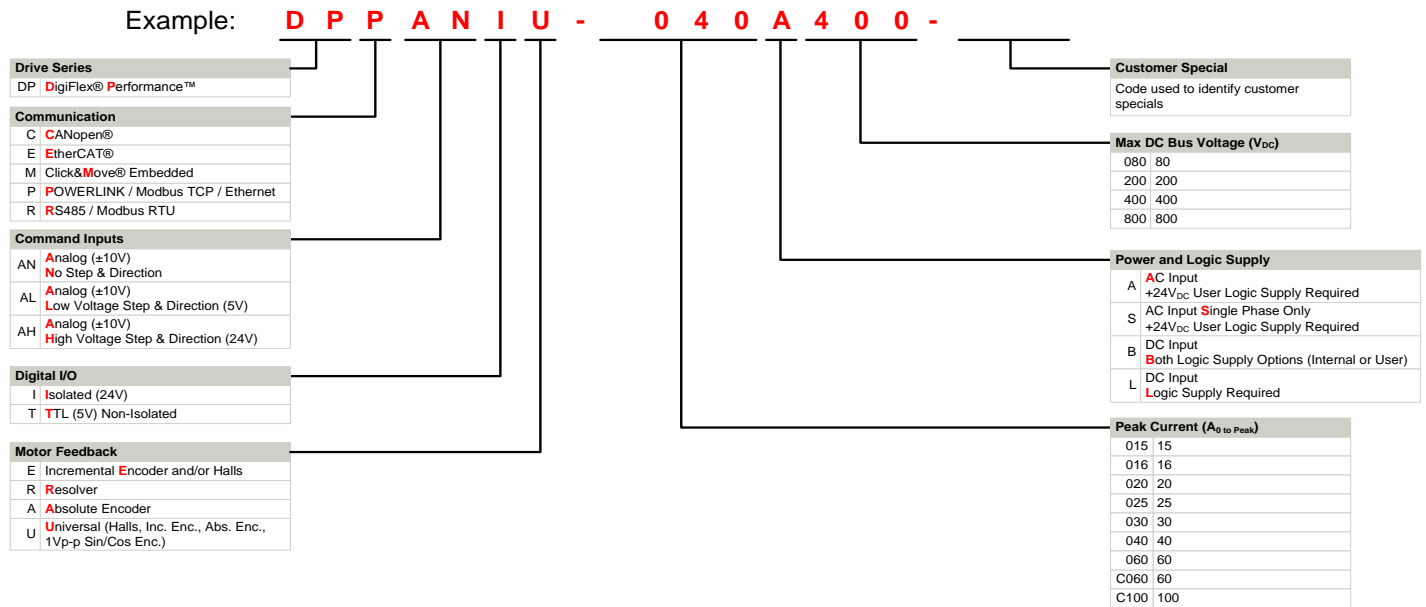 Example: D P P A N I U - 0 4 0 A 4 0 0 -
Drive Series
DP DigiFlex® Performance™
Communication
C CANopen®
E EtherCAT®
M Click&Move® Embedded
P POWERLINK / Modbus TCP / Ethernet
R RS485 / Modbus RTU
Command Inputs
AN Analog (±10V)
No Step & Direction
AL Analog (±10V)
Low Voltage Step & Direction (5V)
AH Analog (±10V)
High Voltage Step & Direction (24V)
Digital I/O
I Isolated (24V)
T TTL (5V) Non-Isolated
Motor Feedback
E Incremental Encoder and/or Halls
R Resolver
A Absolute Encoder
U Universal (Halls, Inc. Enc., Abs. Enc.,
1Vp-p Sin/Cos Enc.)
Customer Special
Code used to identify customer
specials
Max DC Bus Voltage (VDC)
080 80
200 200
400 400
800 800
Power and Logic Supply
A AC Input
+24VDC User Logic Supply Required
S AC Input Single Phase Only
+24VDC User Logic Supply Required
B DC Input
Both Logic Supply Options (Internal or User)
L DC Input
Logic Supply Required
Peak Current (A0 to Peak)
015 15
016 16
020 20
025 25
030 30
040 40
060 60
C060 60
C100 100